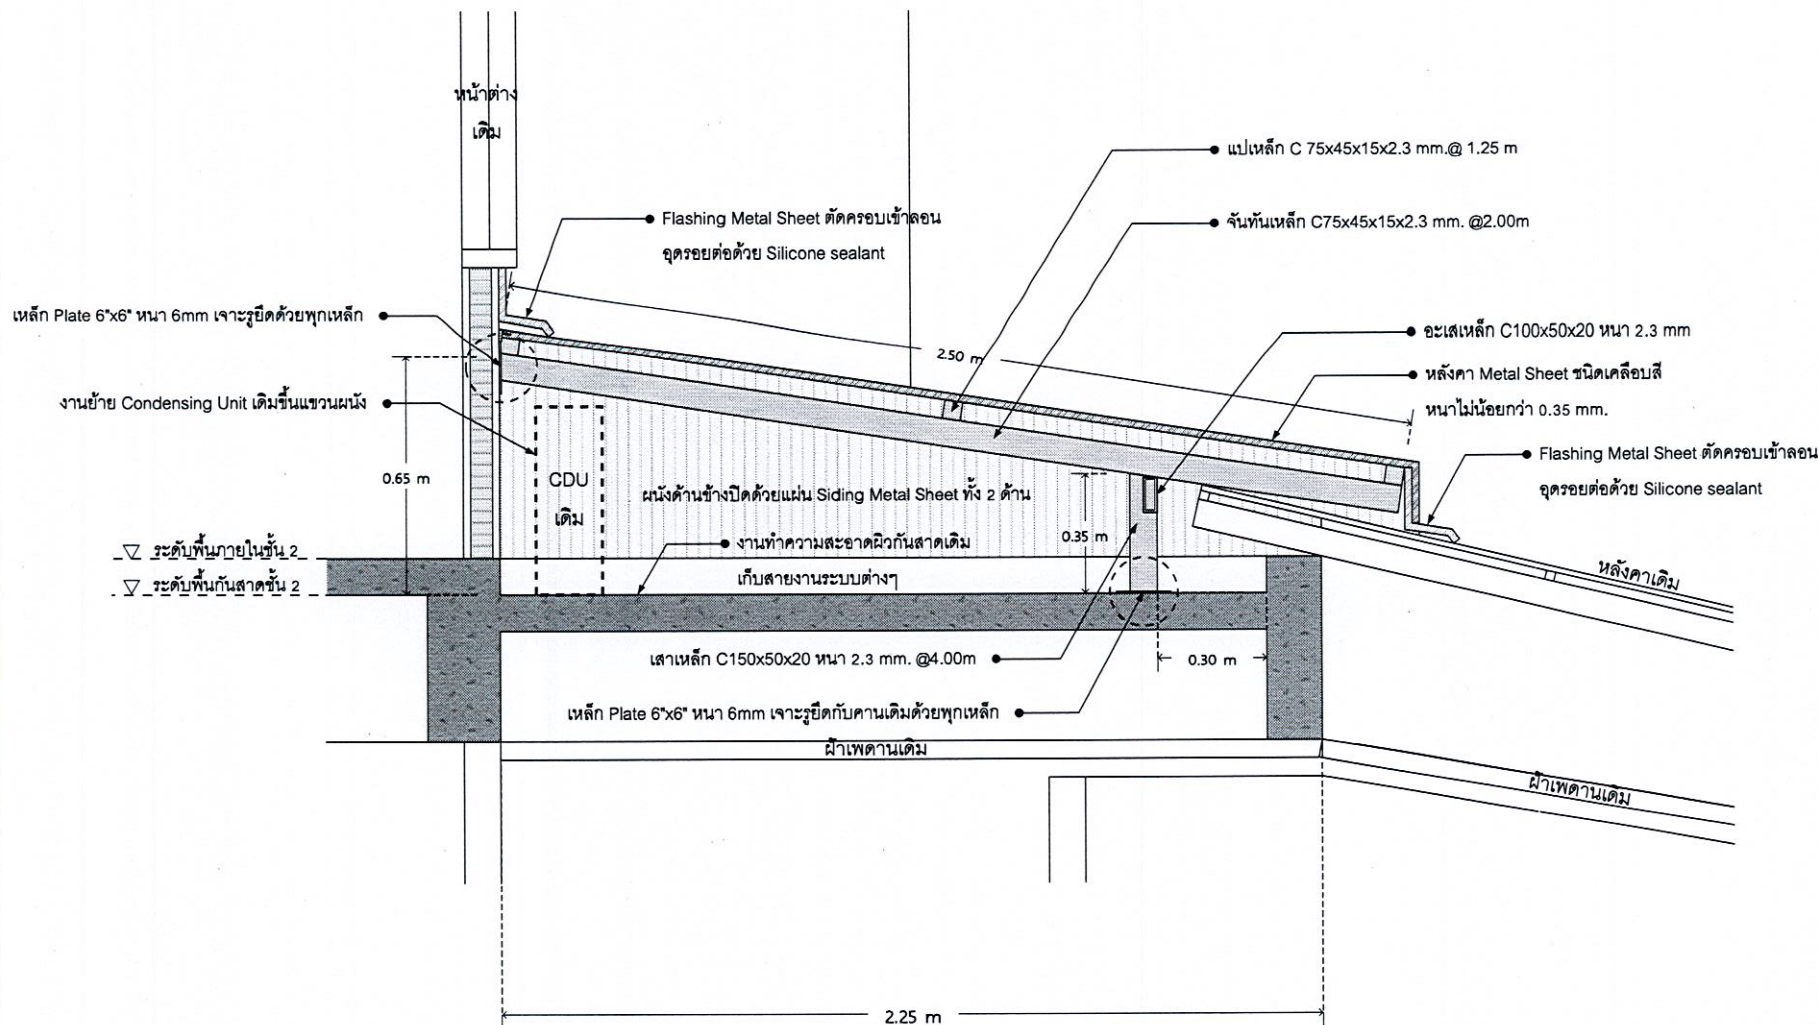 หน้าต่าง
เดิม
แปเหล็ก C 75x45x15x2.3 mm.@ 1.25 m
จันทันเหล็ก C75x45x15x2.3 mm. @2.00m
Flashing Metal Sheet ตัดครอบเข้าลอน
อุดรอยต่อด้วย Silicone sealant
เหล็ก Plate 6"x6" หนา 6mm เจาะรูยึดด้วยพุกเหล็ก
อะเสเหล็ก C100x50x20 หนา 2.3 mm
2.50 m
หลังคา Metal Sheet ชนิดเคลือบสี
หนาไม่น้อยกว่า 0.35 mm.
งานย้าย Condensing Unit เดิมขึ้นแขวนผนัง
Flashing Metal Sheet ตัดครอบเข้าลอน
อุดรอยต่อด้วย Silicone sealant
0.65 m
CDU
เดิม
ผนังด้านข้างปิดด้วยแผ่น Siding Metal Sheet ทั้ง 2 ด้าน
0.35 m
งานทำความสะอาดผิวกันสาดเดิม
เก็บสายงานระบบต่างๆ
ระดับพื้นภายในชั้น 2
ระดับพื้นกันสาดชั้น 2
หลังคาเดิม
เสาเหล็ก C150x50x20 หนา 2.3 mm. @4.00m
0.30 m
เหล็ก Plate 6"x6" หนา 6mm เจาะรูยึดกับคานเดิมด้วยพุกเหล็ก
ฝ้าเพดานเดิม
ฝ้าเพดานเดิม
2.25 m